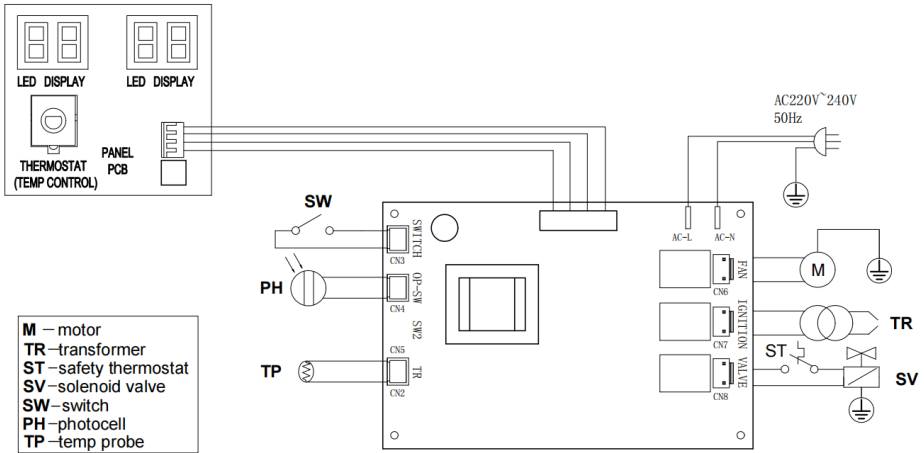 LED DISPLAY
LED DISPLAY
THERMOSTAT
(TEMP CONTROL)
PANEL
PCB
AC220V~240V
50Hz
SW
SWITCH
CN3
PH
OP-SW
CN4
SW2
CN5
TP
TR
CN2
AC-L
AC-N
FAN
CN6
M
IGNITION
CN7
TR
VALVE
CN8
ST
SV
M – motor
TR–transformer
ST–safety thermostat
SV–solenoid valve
SW–switch
PH–photocell
TP–temp probe